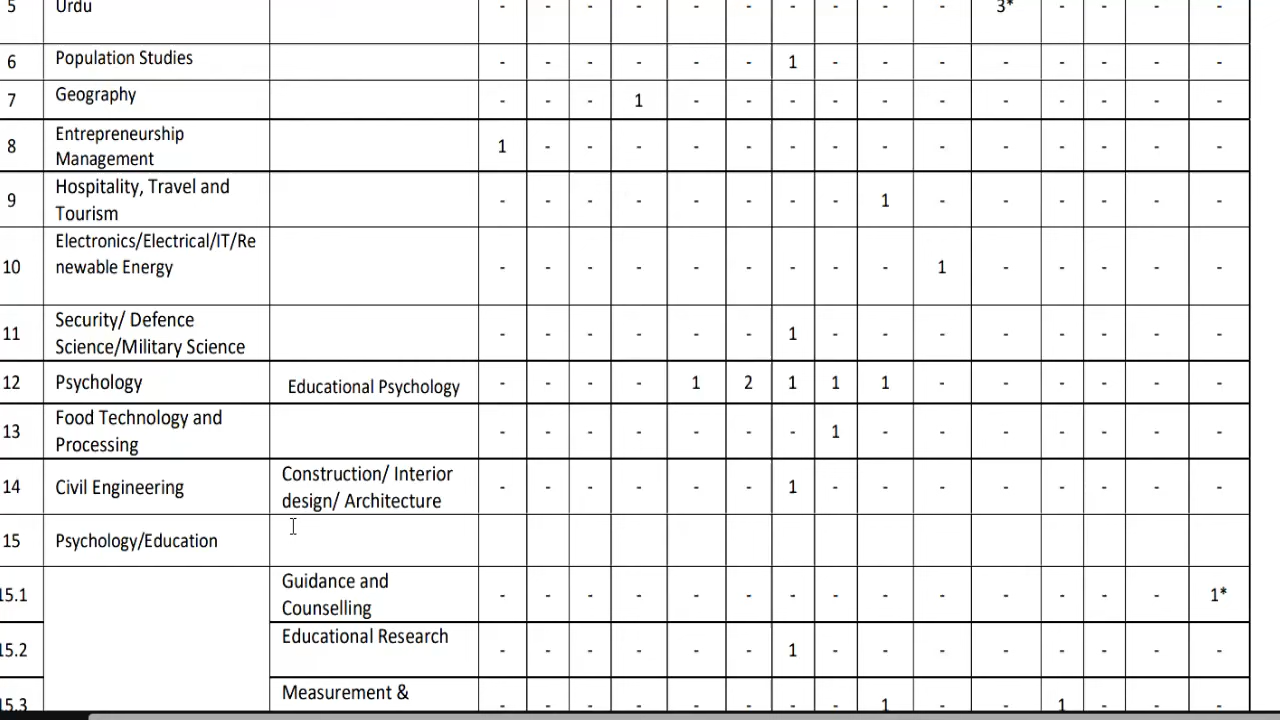 5 Urdu - - - - - - - - - - 3* - - - -
6 Population Studies - - - - - - 1 - - - - - - - -
7 Geography - - - 1 - - - - - - - - - - -
Entrepreneurship
8 1 - - - - - - - - - - - - - -
Management
Hospitality, Travel and
9 - - - - - - - - 1 - - - - - -
Tourism
Electronics/Electrical/IT/Re
10 newable Energy - - - - - - - - - 1 - - - - -
Security/ Defence
11 - - - - - - 1 - - - - - - - -
Science/Military Science
12 Psychology Educational Psychology - - - - 1 2 1 1 1 - - - - - -
Food Technology and
13 - - - - - - - 1 - - - - - - -
Processing
Construction/ Interior
14 Civil Engineering - - - - - - 1 - - - - - - - -
design/ Architecture
15 Psychology/Education
Guidance and
15.1 - - - - - - - - - - - - - - 1*
Counselling
Educational Research
15.2 - - - - - - 1 - - - - - - - -
Measurement &
15.3 - - - - - - - - 1 - - 1 - - -